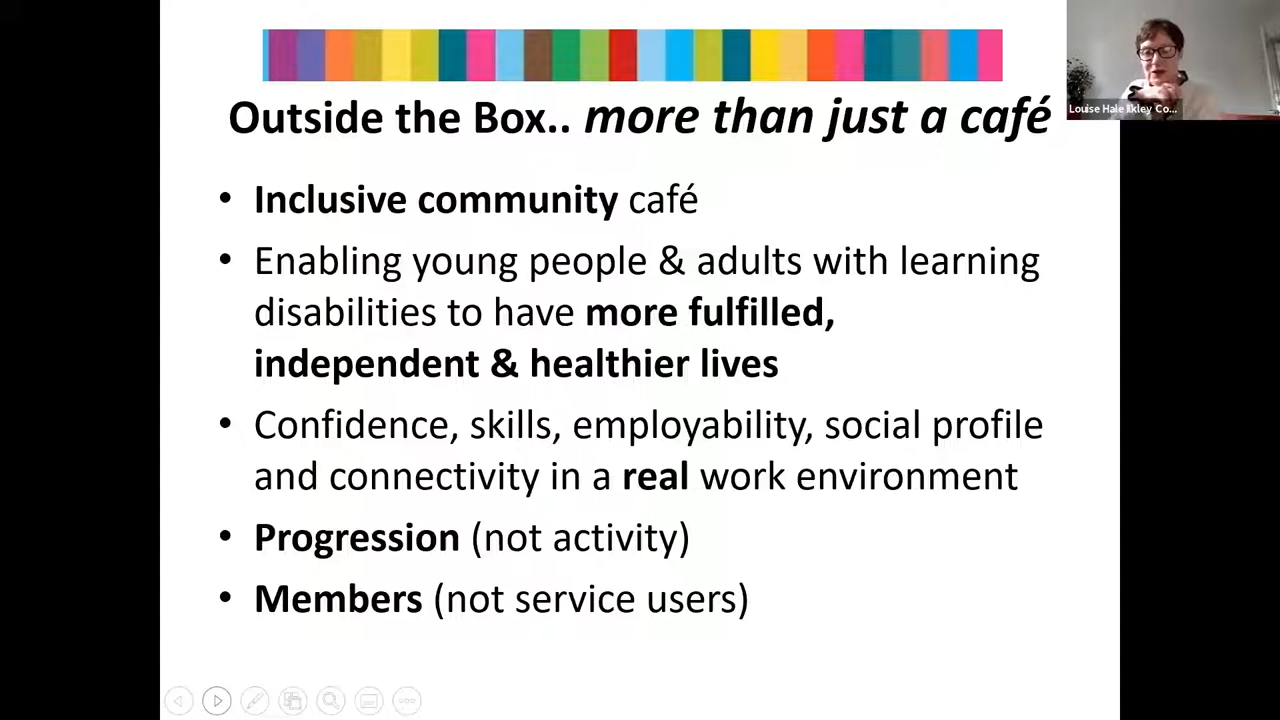 Outside the Box.. more than just a café
Louise Hale Ilkley Co...
• Inclusive community café
• Enabling young people & adults with learning
disabilities to have more fulfilled,
independent & healthier lives
• Confidence, skills, employability, social profile
and connectivity in a real work environment
• Progression (not activity)
• Members (not service users)